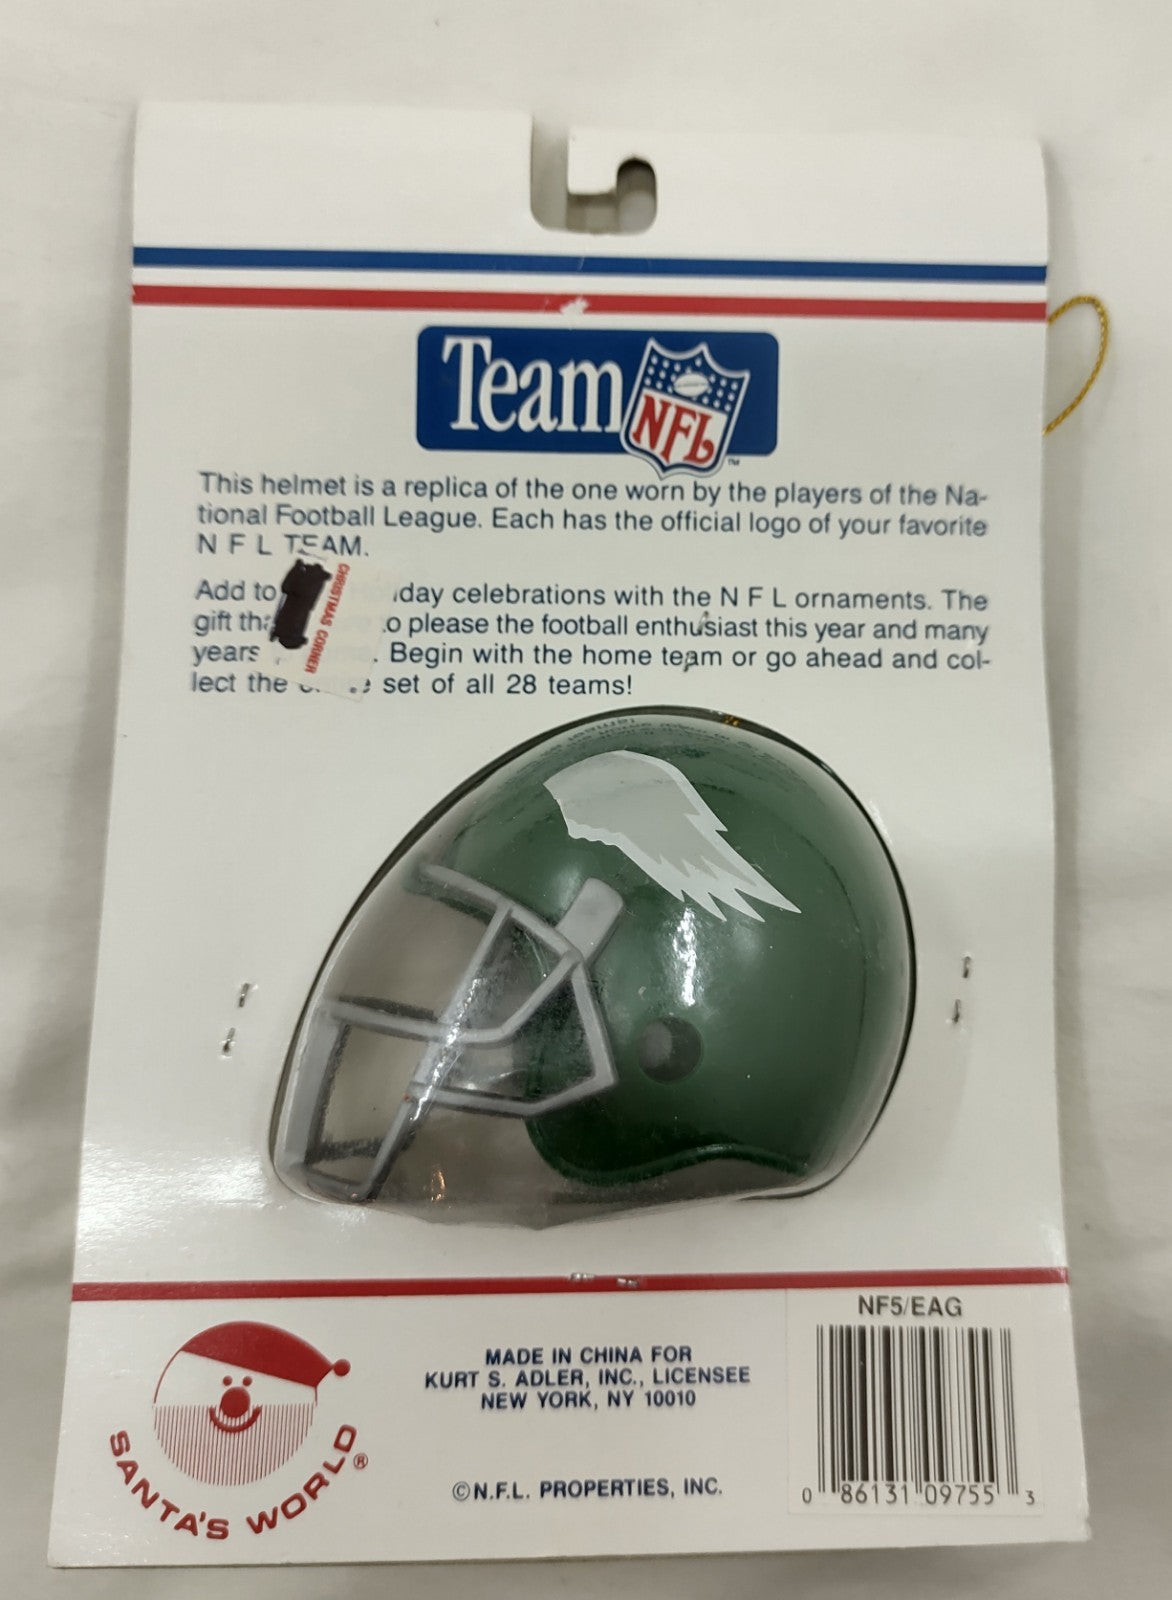 Team NFL ™
This helmet is a replica of the one worn by the players of the Na-
tional Football League. Each has the official logo of your favorite
N F L TEAM.
Add to iday celebrations with the N F L ornaments. The
gift tha to please the football enthusiast this year and many
years . Begin with the home team or go ahead and col-
lect the set of all 28 teams!
CHRISTMAS CORNER
NF5/EAG
MADE IN CHINA FOR
KURT S. ADLER, INC., LICENSEE
NEW YORK, NY 10010
SANTA'S WORLD®
©N.F.L. PROPERTIES, INC.
0 86131 09755 3